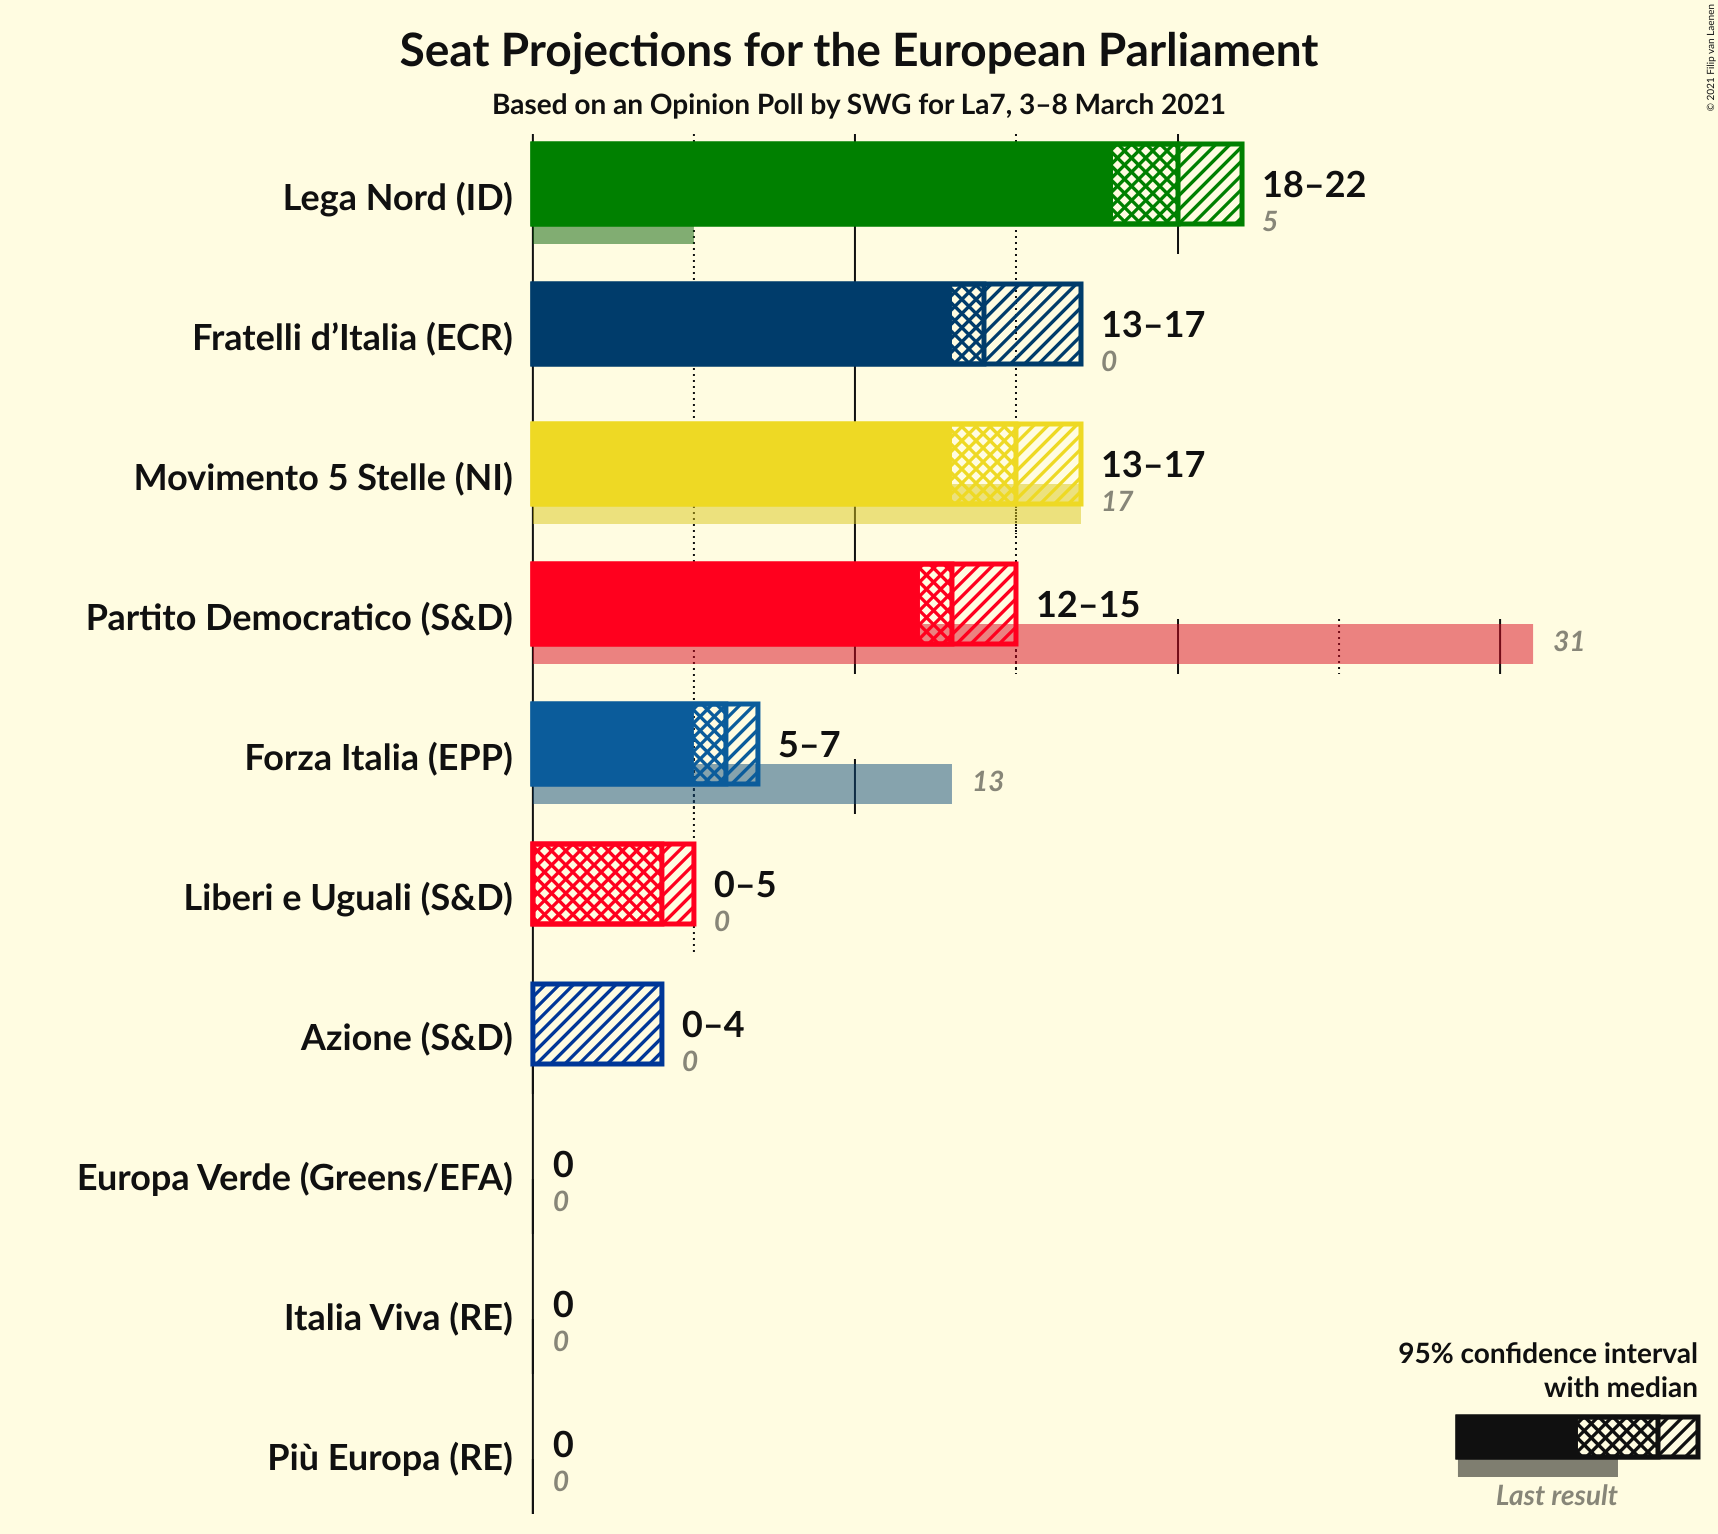 Seat Projections for the European Parliament
Based on an Opinion Poll by SWG for La7, 3–8 March 2021
© 2021 Filip van Laenen
Lega Nord (ID)
18–22
5
Fratelli d’Italia (ECR)
13–17
0
Movimento 5 Stelle (NI)
13–17
17
Partito Democratico (S&D)
12–15
31
Forza Italia (EPP)
5–7
13
Liberi e Uguali (S&D)
0–5
0
Azione (S&D)
0–4
0
Europa Verde (Greens/EFA)
0
0
Italia Viva (RE)
0
0
Più Europa (RE)
0
0
95% confidence interval
with median
Last result